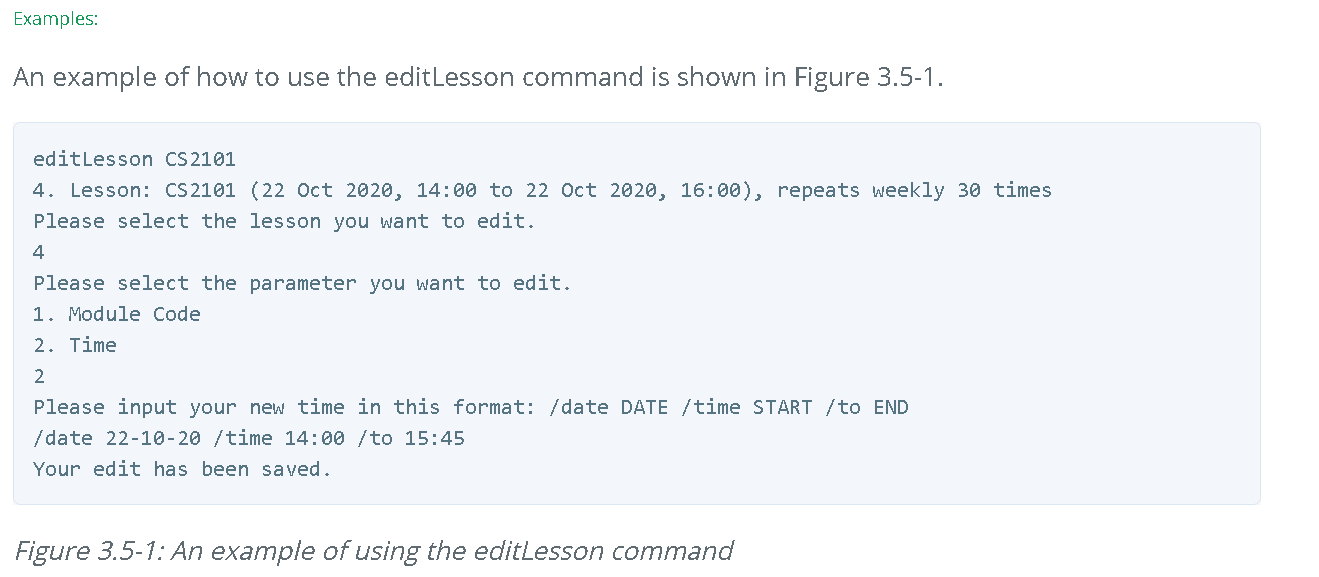 Examples:
An example of how to use the editLesson command is shown in Figure 3.5-1.
editLesson CS2101
4. Lesson: CS2101 (22 Oct 2020, 14:00 to 22 Oct 2020, 16:00), repeats weekly 30 times
Please select the lesson you want to edit.
4
Please select the parameter you want to edit.
1. Module Code
2. Time
2
Please input your new time in this format: /date DATE /time START /to END
/date 22-10-20 /time 14:00 /to 15:45
Your edit has been saved.
Figure 3.5-1: An example of using the editLesson command